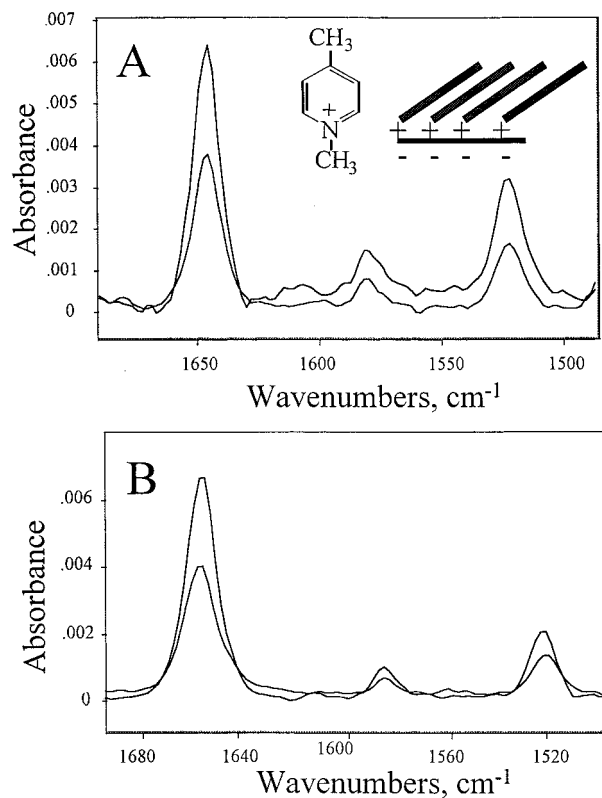 .007
A
CH3
.006
+
N
CH3
+ + + +
- - - -
.005
.004
.003
.002
.001
0
Absorbance
1650 1600 1550 1500
Wavenumbers, cm-1
B
.006
.004
.002
0
Absorbance
1680 1640 1600 1560 1520
Wavenumbers, cm-1